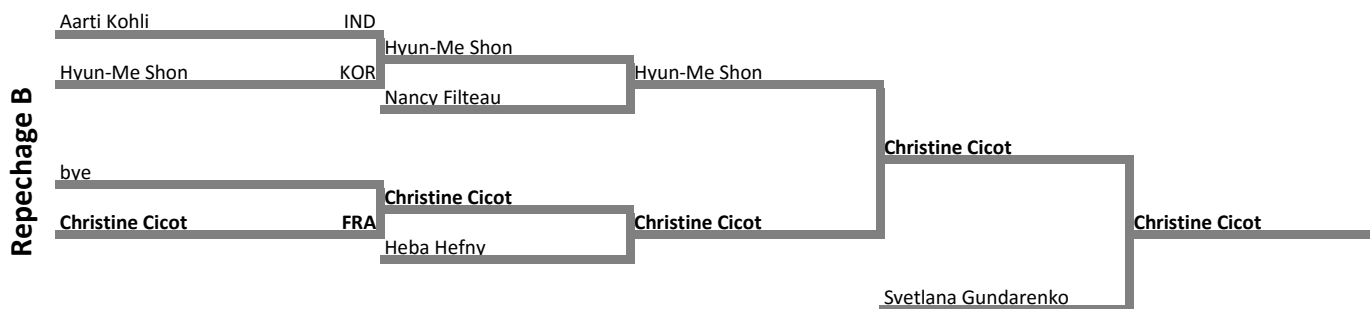 Repechage B
Aarti Kohli IND
Hyun-Me Shon KOR
Hyun-Me Shon
Nancy Filteau
Hyun-Me Shon
bye
Christine Cicot FRA
Christine Cicot
Heba Hefny
Christine Cicot
Christine Cicot
Svetlana Gundarenko
Christine Cicot